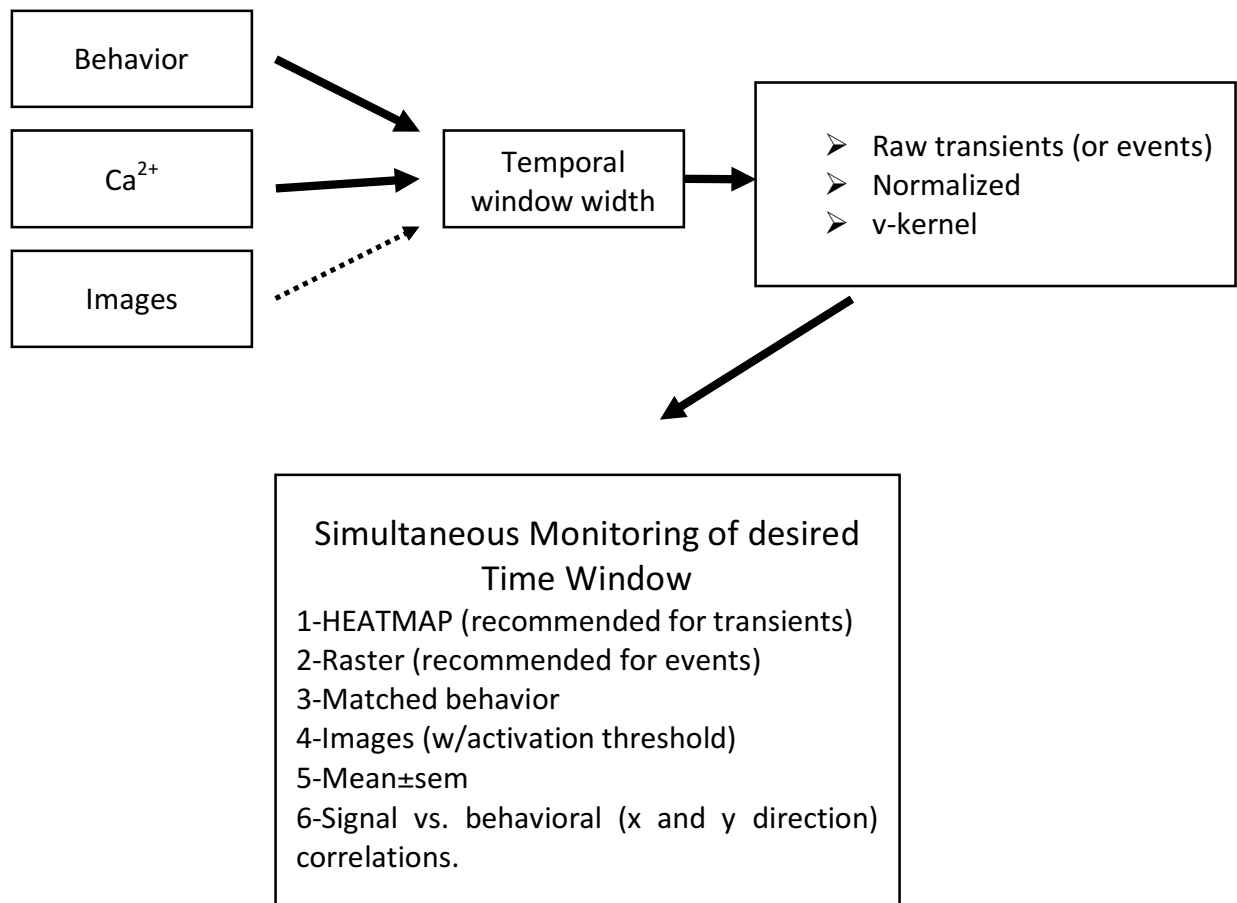 Behavior
Ca²⁺
Images
Temporal
window width
➢ Raw transients (or events)
➢ Normalized
➢ v-kernel
Simultaneous Monitoring of desired
Time Window
1-HEATMAP (recommended for transients)
2-Raster (recommended for events)
3-Matched behavior
4-Images (w/activation threshold)
5-Mean±sem
6-Signal vs. behavioral (x and y direction)
correlations.